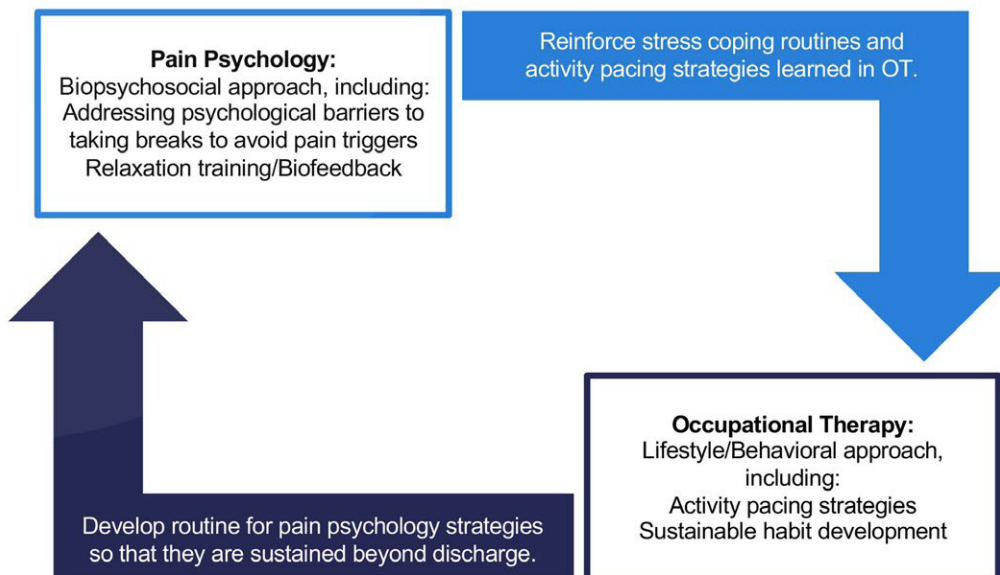 Pain Psychology:
Biopsychosocial approach, including:
Addressing psychological barriers to
taking breaks to avoid pain triggers
Relaxation training/Biofeedback
Reinforce stress coping routines and
activity pacing strategies learned in OT.
Occupational Therapy:
Lifestyle/Behavioral approach,
including:
Activity pacing strategies
Sustainable habit development
Develop routine for pain psychology strategies
so that they are sustained beyond discharge.